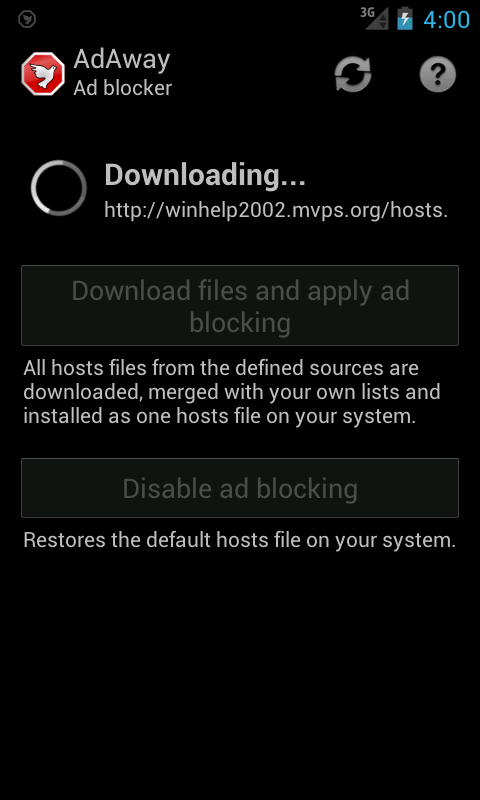 3G
4:00
AdAway
Ad blocker
Downloading...
http://winhelp2002.mvps.org/hosts.
Download files and apply ad
blocking
All hosts files from the defined sources are
downloaded, merged with your own lists and
installed as one hosts file on your system.
Disable ad blocking
Restores the default hosts file on your system.